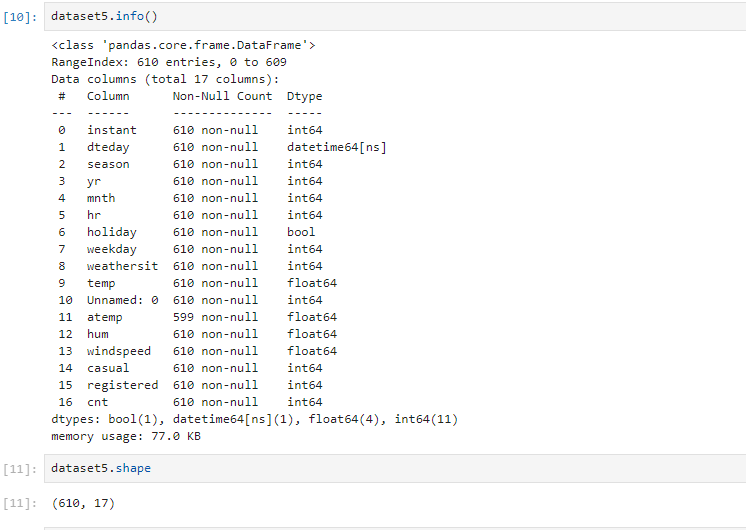 [10]: dataset5.info()
<class 'pandas.core.frame.DataFrame'>
RangeIndex: 610 entries, 0 to 609
Data columns (total 17 columns):
 #   Column      Non-Null Count  Dtype
---  ------      --------------  -----
 0   instant     610 non-null    int64
 1   dteday      610 non-null    datetime64[ns]
 2   season      610 non-null    int64
 3   yr          610 non-null    int64
 4   mnth        610 non-null    int64
 5   hr          610 non-null    int64
 6   holiday     610 non-null    bool
 7   weekday     610 non-null    int64
 8   weathersit  610 non-null    int64
 9   temp        610 non-null    float64
 10  Unnamed: 0  610 non-null    int64
 11  atemp       599 non-null    float64
 12  hum         610 non-null    float64
 13  windspeed   610 non-null    float64
 14  casual      610 non-null    int64
 15  registered  610 non-null    int64
 16  cnt         610 non-null    int64
dtypes: bool(1), datetime64[ns](1), float64(4), int64(11)
memory usage: 77.0 KB
[11]: dataset5.shape
[11]: (610, 17)